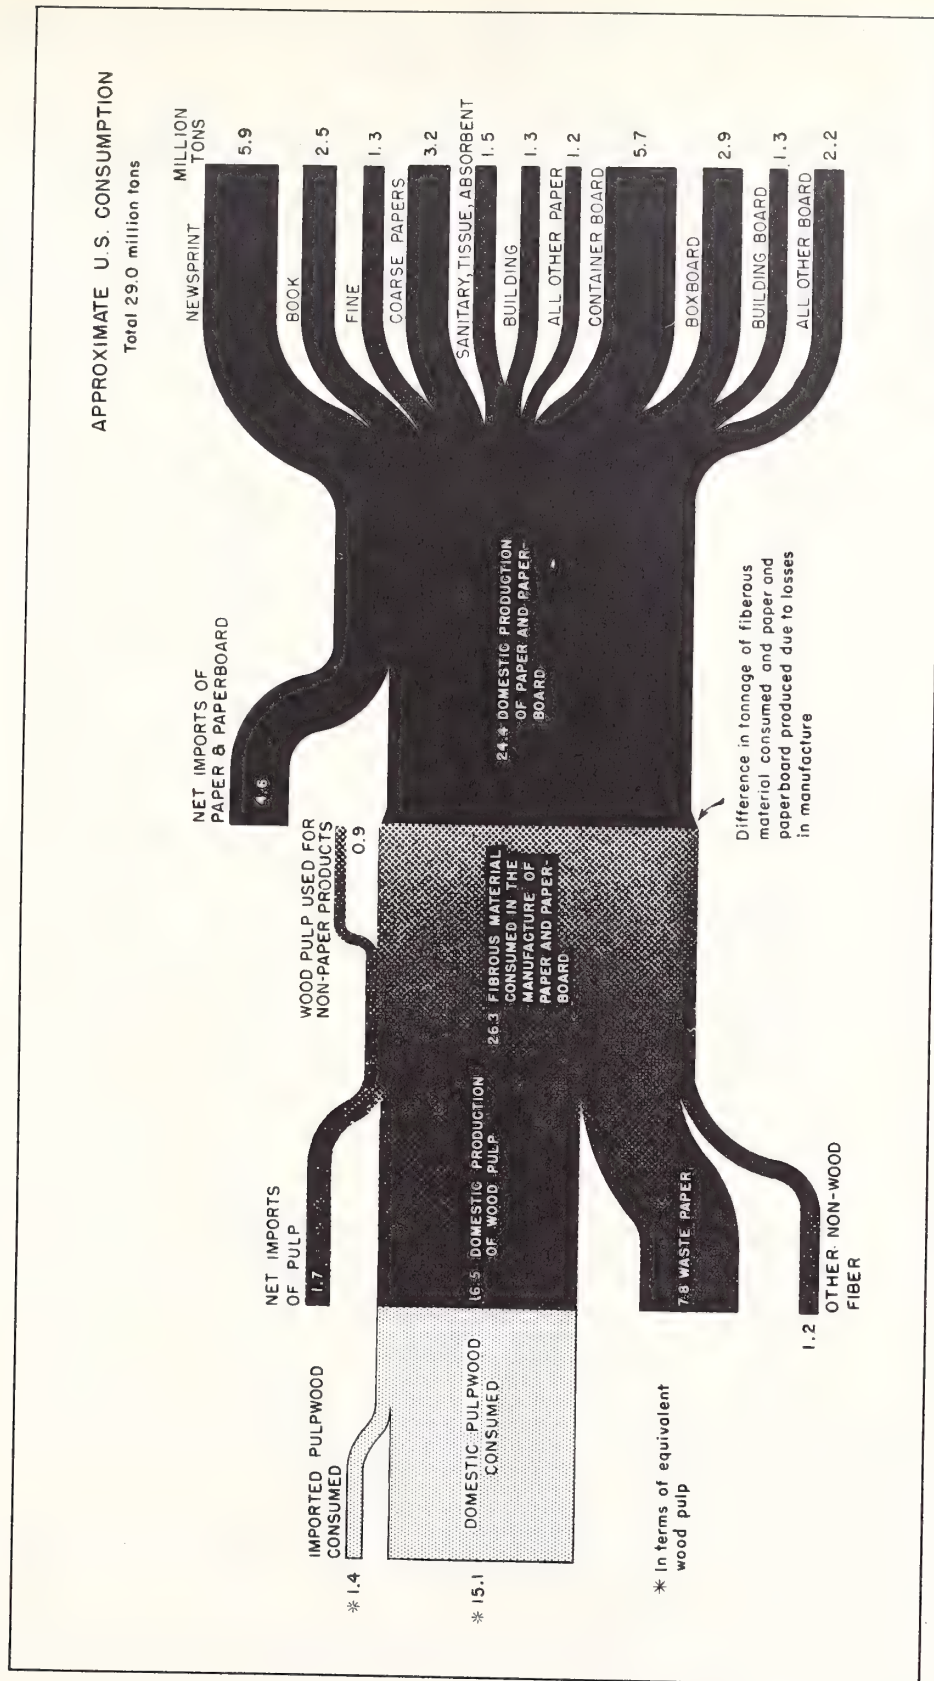 APPROXIMATE U.S. CONSUMPTION
Total 29.0 million tons
MILLION
TONS
NEWSPRINT
5.9
BOOK
2.5
FINE
1.3
COARSE PAPERS
3.2
SANITARY, TISSUE, ABSORBENT
1.5
BUILDING
1.3
ALL OTHER PAPER
1.2
CONTAINER BOARD
5.7
BOXBOARD
2.9
BUILDING BOARD
1.3
ALL OTHER BOARD
2.2
NET IMPORTS OF
PAPER & PAPERBOARD
4.6
24.4 DOMESTIC PRODUCTION
OF PAPER AND PAPER-
BOARD
WOOD PULP USED FOR
NON-PAPER PRODUCTS
0.9
26.3 FIBROUS MATERIAL
CONSUMED IN THE
MANUFACTURE OF
PAPER AND PAPER-
BOARD
Difference in tonnage of fiberous
material consumed and paper and
paperboard produced due to losses
in manufacture
NET IMPORTS
OF PULP
1.7
16.5 DOMESTIC PRODUCTION
OF WOOD PULP
7.8 WASTE PAPER
1.2
OTHER NON-WOOD
FIBER
IMPORTED PULPWOOD
CONSUMED
* 1.4
DOMESTIC PULPWOOD
CONSUMED
* 15.1
* In terms of equivalent
wood pulp